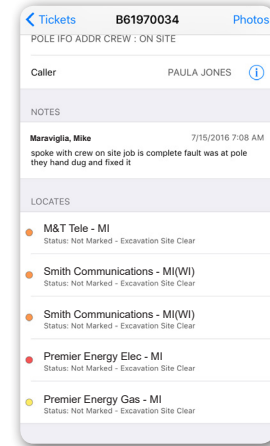 Tickets B61970034 Photos
POLE IFO ADDR CREW : ON SITE
Caller PAULA JONES i
NOTES
Maraviglia, Mike 7/15/2016 7:08 AM
spoke with crew on site job is complete fault was at pole
they hand dug and fixed it
LOCATES
M&T Tele - MI
Status: Not Marked - Excavation Site Clear
Smith Communications - MI(WI)
Status: Not Marked - Excavation Site Clear
Smith Communications - MI(WI)
Status: Not Marked - Excavation Site Clear
Premier Energy Elec - MI
Status: Not Marked - Excavation Site Clear
Premier Energy Gas - MI
Status: Not Marked - Excavation Site Clear